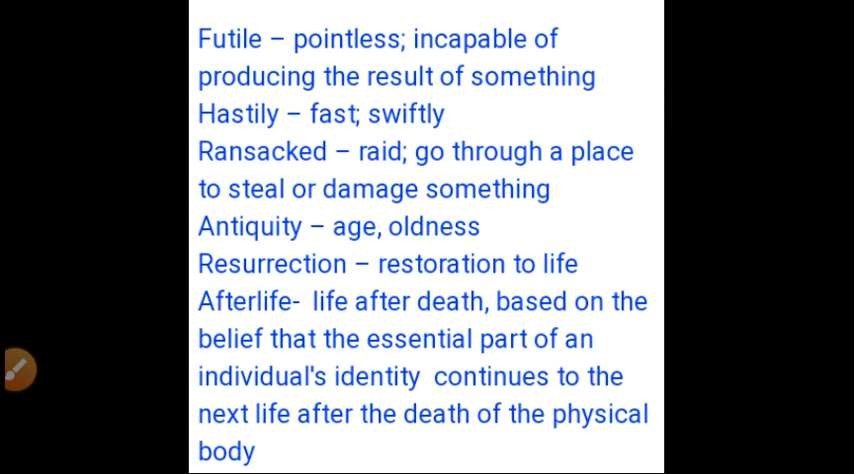 Futile – pointless; incapable of
producing the result of something
Hastily – fast; swiftly
Ransacked – raid; go through a place
to steal or damage something
Antiquity – age, oldness
Resurrection – restoration to life
Afterlife-  life after death, based on the
belief that the essential part of an
individual's identity  continues to the
next life after the death of the physical
body